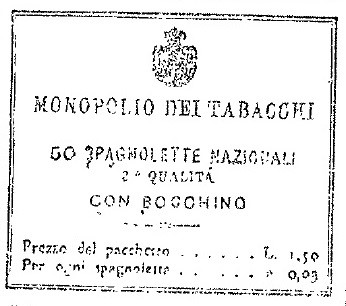 MONOPOLIO DEI TABACCHI
50 SPAGNOLETTE NAZIONALI
2ª QUALITÀ
CON BOCCHINO
Prezzo del pacchetto . . . . . . L. 1,50
Per ogni spagnoletta . . . . » 0,03